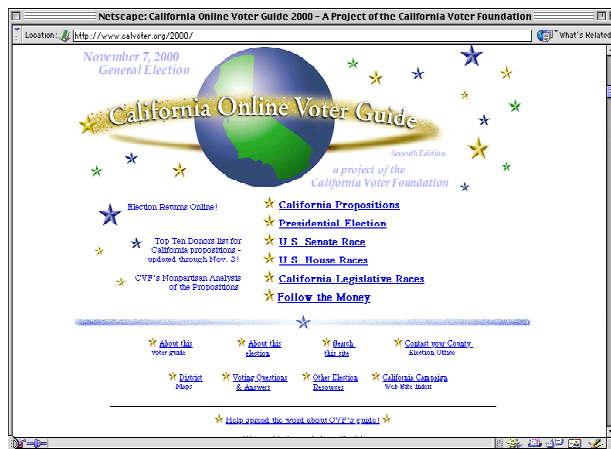 Netscape: California Online Voter Guide 2000 - A Project of the California Voter Foundation
Location: http://www.calvoter.org/2000/ What's Related
November 7, 2000
General Election
California Online Voter Guide
Seventh Edition
a project of the
California Voter Foundation
Election Returns Online!
Top Ten Donors list for
California propositions -
updated through Nov. 3!
CVF's Nonpartisan Analysis
of the Propositions
California Propositions
Presidential Election
U.S. Senate Race
U.S. House Races
California Legislative Races
Follow the Money
About this
voter guide
About this
election
Search
this site
Contact your County
Election Office
District
Maps
Voting Questions
& Answers
Other Election
Resources
California Campaign
Web Site Index
Help spread the word about CVF's guide!